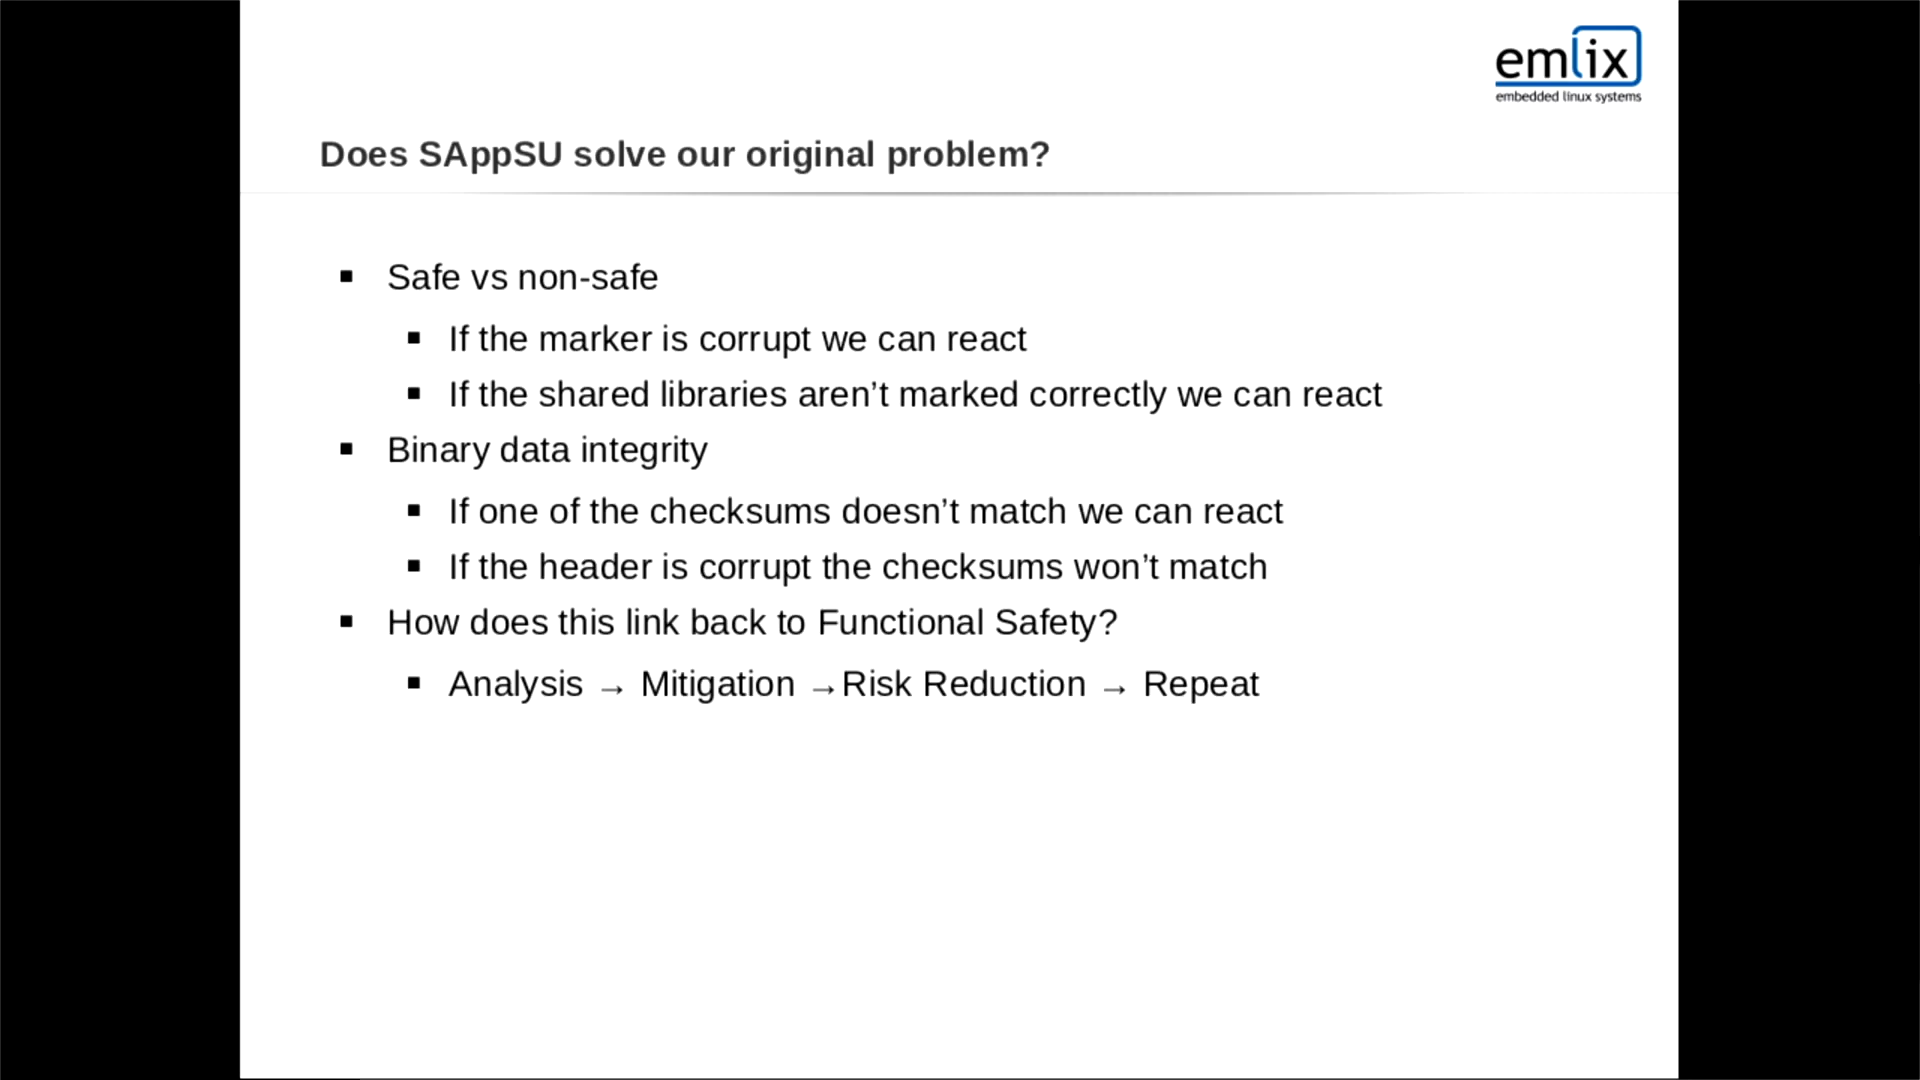 emlix
embedded linux systems
Does SAppSU solve our original problem?
▪ Safe vs non-safe
▪ If the marker is corrupt we can react
▪ If the shared libraries aren’t marked correctly we can react
▪ Binary data integrity
▪ If one of the checksums doesn’t match we can react
▪ If the header is corrupt the checksums won’t match
▪ How does this link back to Functional Safety?
▪ Analysis → Mitigation →Risk Reduction → Repeat